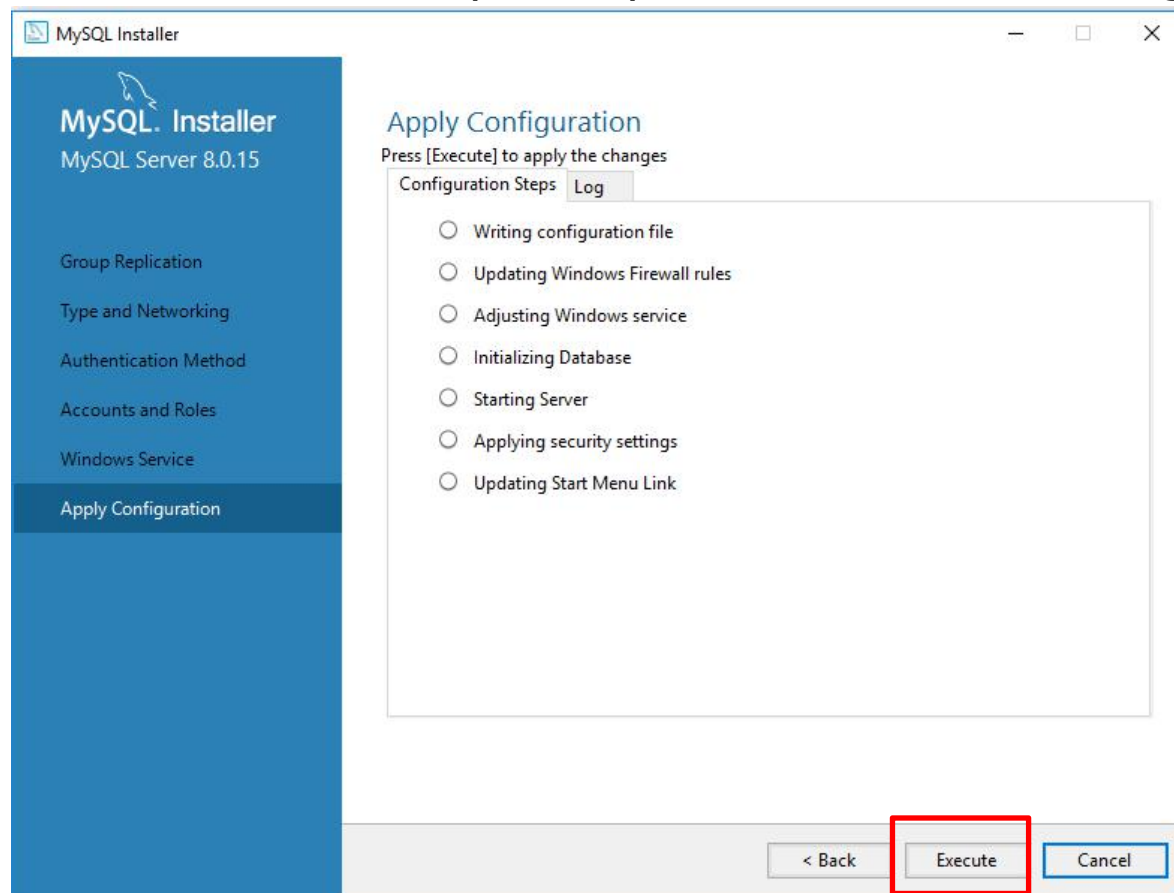 MySQL Installer
MySQL. Installer
MySQL Server 8.0.15
Group Replication
Type and Networking
Authentication Method
Accounts and Roles
Windows Service
Apply Configuration
Apply Configuration
Press [Execute] to apply the changes
Configuration Steps Log
Writing configuration file
Updating Windows Firewall rules
Adjusting Windows service
Initializing Database
Starting Server
Applying security settings
Updating Start Menu Link
< Back Execute Cancel